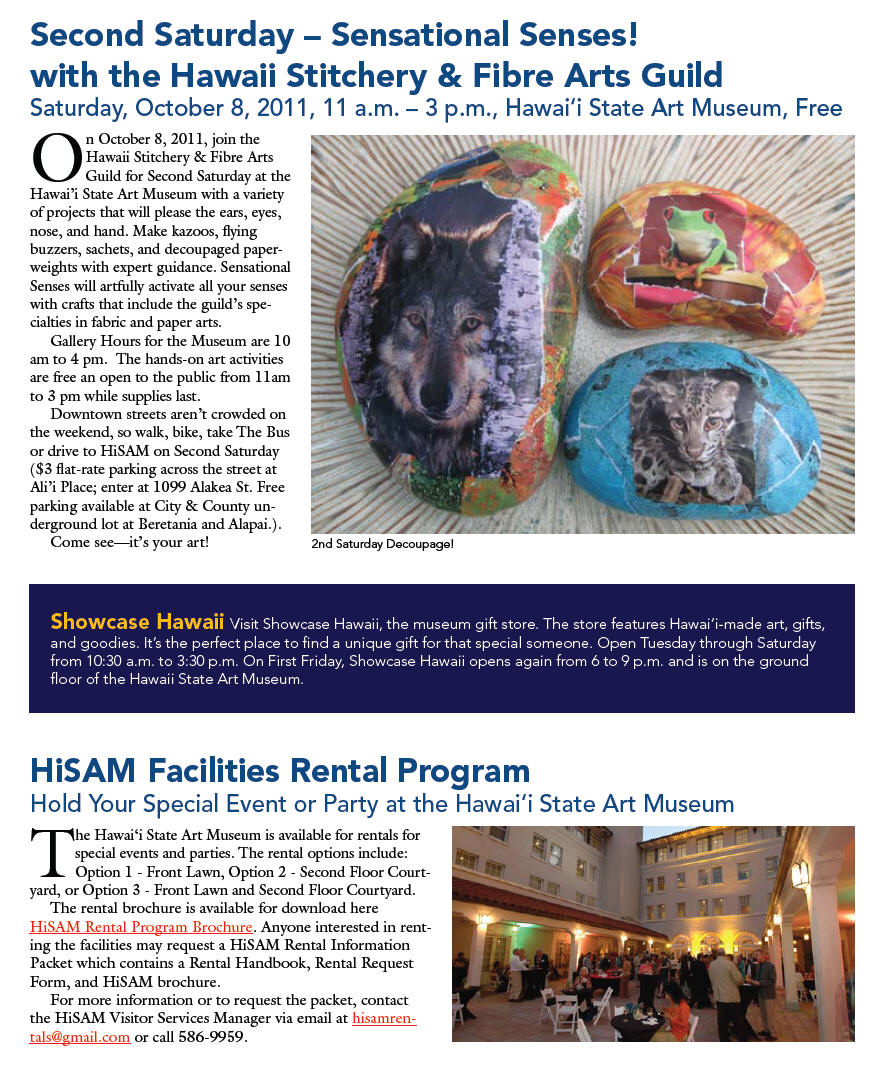 Second Saturday – Sensational Senses!
with the Hawaii Stitchery & Fibre Arts Guild
Saturday, October 8, 2011, 11 a.m. – 3 p.m., Hawai‘i State Art Museum, Free
On October 8, 2011, join the
Hawaii Stitchery & Fibre Arts
Guild for Second Saturday at the
Hawai’i State Art Museum with a variety
of projects that will please the ears, eyes,
nose, and hand. Make kazoos, flying
buzzers, sachets, and decoupaged paper-
weights with expert guidance. Sensational
Senses will artfully activate all your senses
with crafts that include the guild’s spe-
cialties in fabric and paper arts.
Gallery Hours for the Museum are 10
am to 4 pm.  The hands-on art activities
are free an open to the public from 11am
to 3 pm while supplies last.
Downtown streets aren’t crowded on
the weekend, so walk, bike, take The Bus
or drive to HiSAM on Second Saturday
($3 flat-rate parking across the street at
Ali’i Place; enter at 1099 Alakea St. Free
parking available at City & County un-
derground lot at Beretania and Alapai.).
Come see—it’s your art!
2nd Saturday Decoupage!
Showcase Hawaii Visit Showcase Hawaii, the museum gift store. The store features Hawai’i-made art, gifts,
and goodies. It’s the perfect place to find a unique gift for that special someone. Open Tuesday through Saturday
from 10:30 a.m. to 3:30 p.m. On First Friday, Showcase Hawaii opens again from 6 to 9 p.m. and is on the ground
floor of the Hawaii State Art Museum.
HiSAM Facilities Rental Program
Hold Your Special Event or Party at the Hawai‘i State Art Museum
The Hawai‘i State Art Museum is available for rentals for
special events and parties. The rental options include:
Option 1 - Front Lawn, Option 2 - Second Floor Court-
yard, or Option 3 - Front Lawn and Second Floor Courtyard.
The rental brochure is available for download here
HiSAM Rental Program Brochure. Anyone interested in rent-
ing the facilities may request a HiSAM Rental Information
Packet which contains a Rental Handbook, Rental Request
Form, and HiSAM brochure.
For more information or to request the packet, contact
the HiSAM Visitor Services Manager via email at hisamren-
tals@gmail.com or call 586-9959.